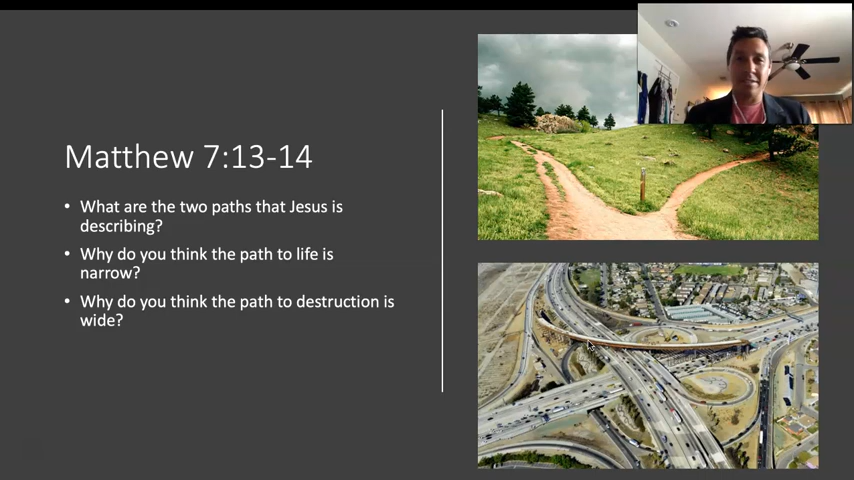 Matthew 7:13-14
• What are the two paths that Jesus is
describing?
• Why do you think the path to life is
narrow?
• Why do you think the path to destruction is
wide?